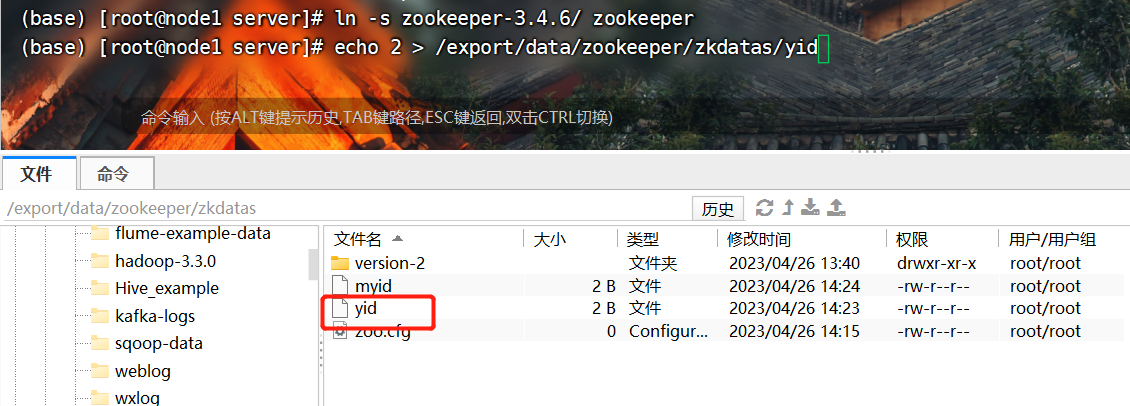 (base) [root@node1 server]# ln -s zookeeper-3.4.6/ zookeeper
(base) [root@node1 server]# echo 2 > /export/data/zookeeper/zkdatas/yid
命令输入 (按ALT键提示历史,TAB键路径,ESC键返回,双击CTRL切换)
文件 命令
/export/data/zookeeper/zkdatas 历史
flume-example-data
hadoop-3.3.0
Hive_example
kafka-logs
sqoop-data
weblog
wxlog
文件名 大小 类型 修改时间 权限 用户/用户组
version-2 文件夹 2023/04/26 13:40 drwxr-xr-x root/root
myid 2 B 文件 2023/04/26 14:24 -rw-r--r-- root/root
yid 2 B 文件 2023/04/26 14:23 -rw-r--r-- root/root
zoo.cfg 0 Configur... 2023/04/26 14:15 -rw-r--r-- root/root